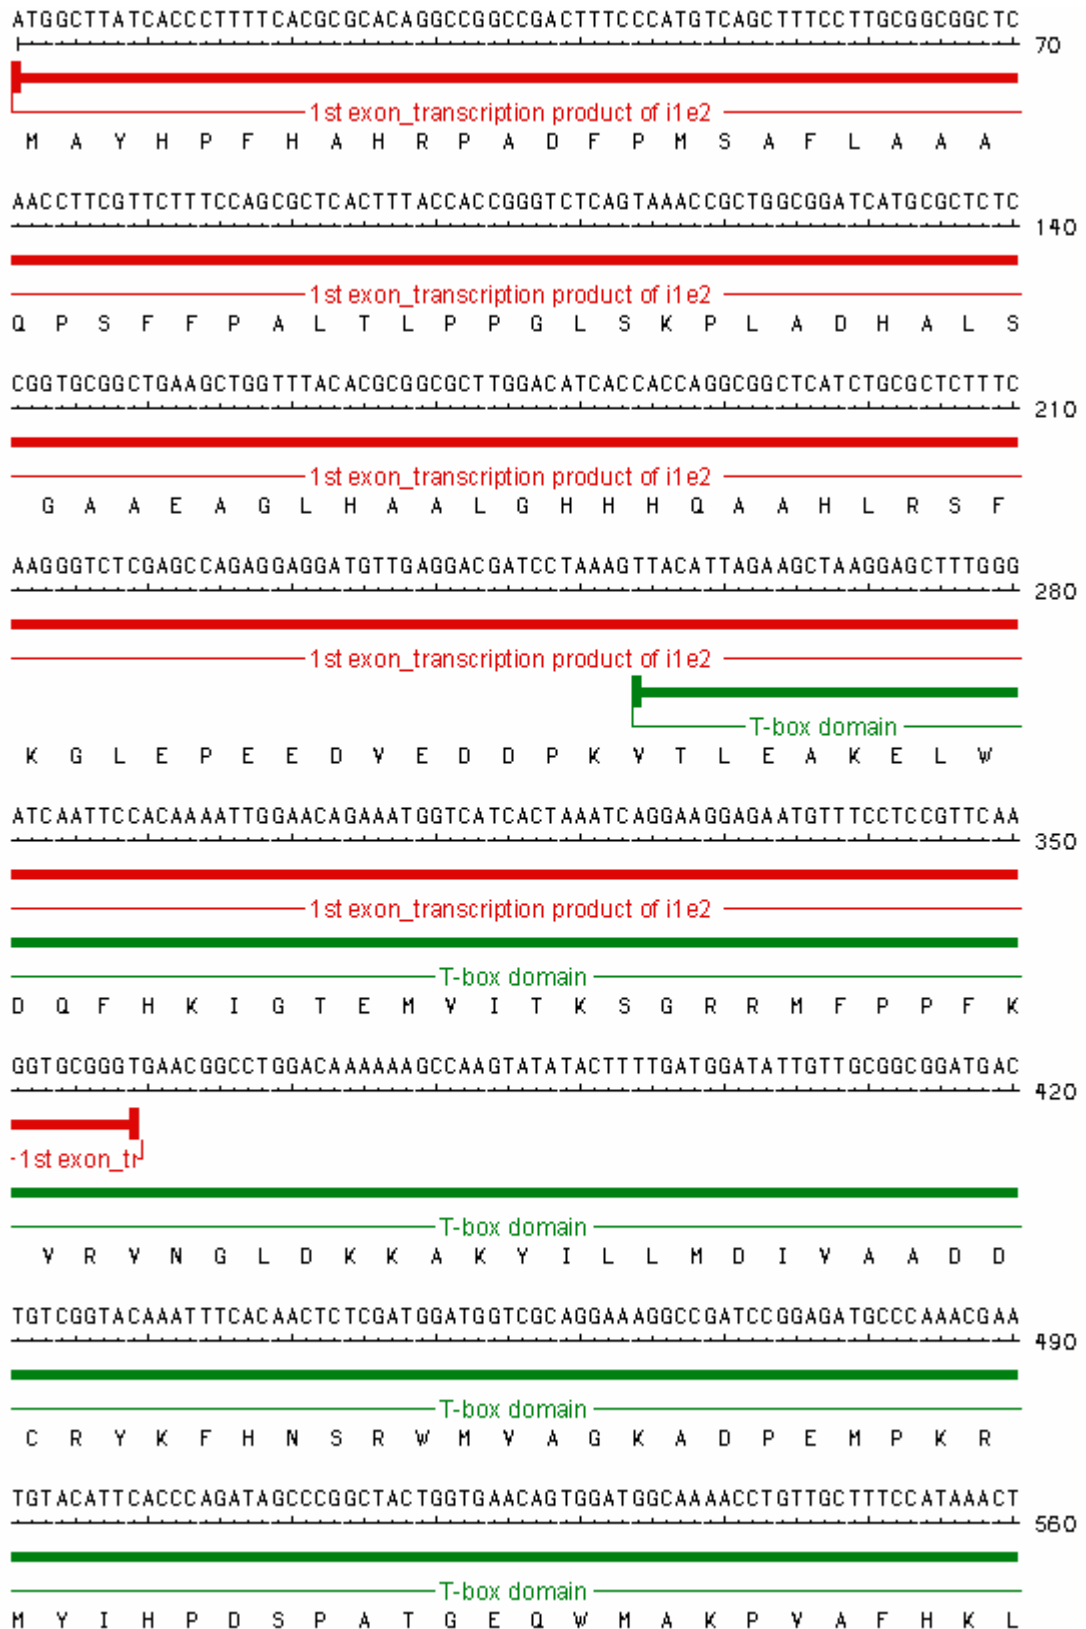 ATGGCTTATCACCCTTTTCACGCGCACAGGCCGGCCGACTTTCCCATGTCAGCTTTCCTTGCGGCGGCTC
70
1st exon_transcription product of i1e2
M A Y H P F H A H R P A D F P M S A F L A A A
AACCTTCGTTCTTTCCAGCGCTCACTTTACCACCGGGTCTCAGTAAACCGCTGGCGGATCATGCGCTCTC
140
1st exon_transcription product of i1e2
Q P S F F P A L T L P P G L S K P L A D H A L S
CGGTGCGGCTGAAGCTGGTTTACACGCGGCGCTTGGACATCACCACCAGGCGGCTCATCTGCGCTCTTTC
210
1st exon_transcription product of i1e2
G A A E A G L H A A L G H H H Q A A H L R S F
AAGGGTCTCGAGCCAGAGGAGGATGTTGAGGACGATCCTAAAGTTACATTAGAAGCTAAGGAGCTTTGGG
280
1st exon_transcription product of i1e2
T-box domain
K G L E P E E D V E D D P K V T L E A K E L W
ATCAATTCCACAAAATTGGAACAGAAATGGTCATCACTAAATCAGGAAGGAGAATGTTTCCTCCGTTCAA
350
1st exon_transcription product of i1e2
T-box domain
D Q F H K I G T E M V I T K S G R R M F P P F K
GGTGCGGGTGAACGGCCTGGACAAAAAAGCCAAGTATATACTTTTGATGGATATTGTTGCGGCGGATGAC
420
1st exon_tr
T-box domain
V R V N G L D K K A K Y I L L M D I V A A D D
TGTCGGTACAAATTTCACAACTCTCGATGGATGGTCGCAGGAAAGGCCGATCCGGAGATGCCCAAACGAA
490
T-box domain
C R Y K F H N S R W M V A G K A D P E M P K R
TGTACATTCACCCAGATAGCCCGGCTACTGGTGAACAGTGGATGGCAAAACCTGTTGCTTTCCATAAACT
560
T-box domain
M Y I H P D S P A T G E Q W M A K P V A F H K L